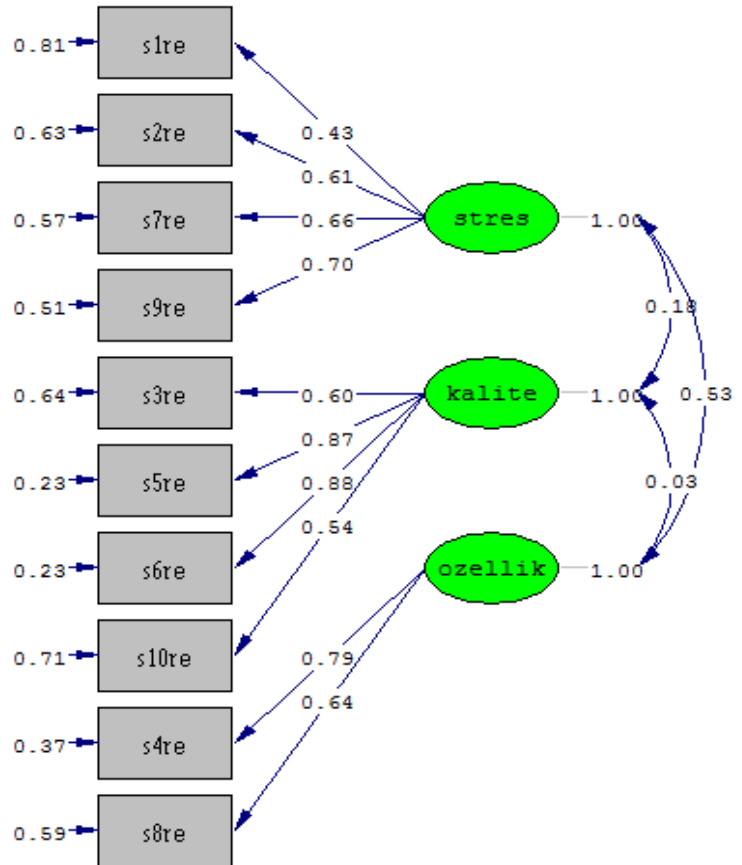 0.81 s1re
0.43
0.63 s2re
0.61
0.57 s7re 0.66 stres 1.00
0.70
0.51 s9re 0.18
0.64 s3re 0.60 kalite 1.00 0.53
0.87
0.23 s5re 0.88 0.03
0.54
0.23 s6re ozellik 1.00
0.71 s10re 0.79
0.64
0.37 s4re
0.59 s8re